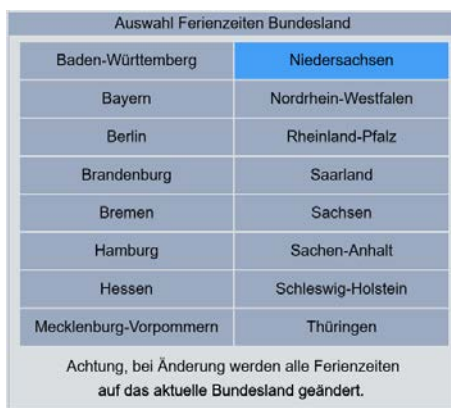 Auswahl Ferienzeiten Bundesland
Baden-Württemberg Niedersachsen
Bayern Nordrhein-Westfalen
Berlin Rheinland-Pfalz
Brandenburg Saarland
Bremen Sachsen
Hamburg Sachen-Anhalt
Hessen Schleswig-Holstein
Mecklenburg-Vorpommern Thüringen
Achtung, bei Änderung werden alle Ferienzeiten
auf das aktuelle Bundesland geändert.